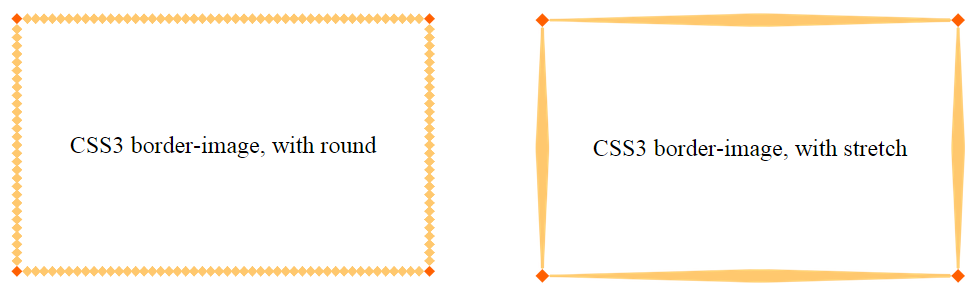 CSS3 border-image, with round
CSS3 border-image, with stretch